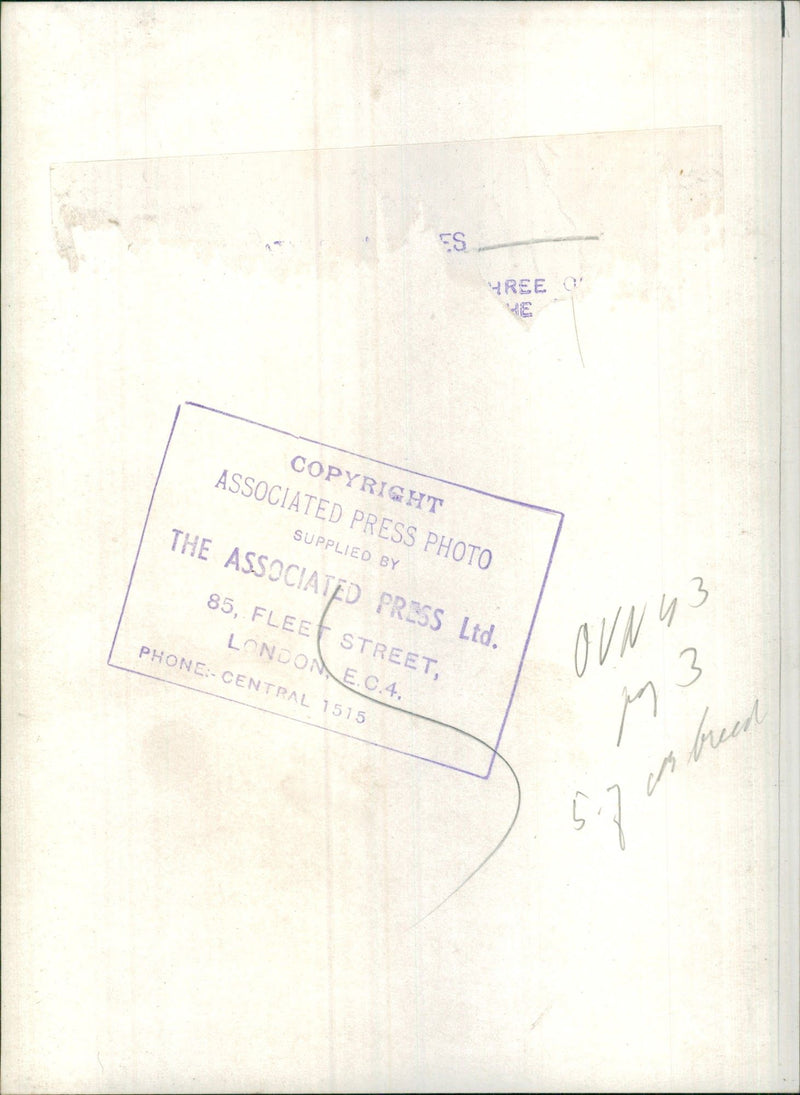 ES
HREE O
HE
COPYRIGHT
ASSOCIATED PRESS PHOTO
SUPPLIED BY
THE ASSOCIATED PRESS Ltd.
85, FLEET STREET,
LONDON, E.C.4.
PHONE:- CENTRAL 1515
OVN 43
3